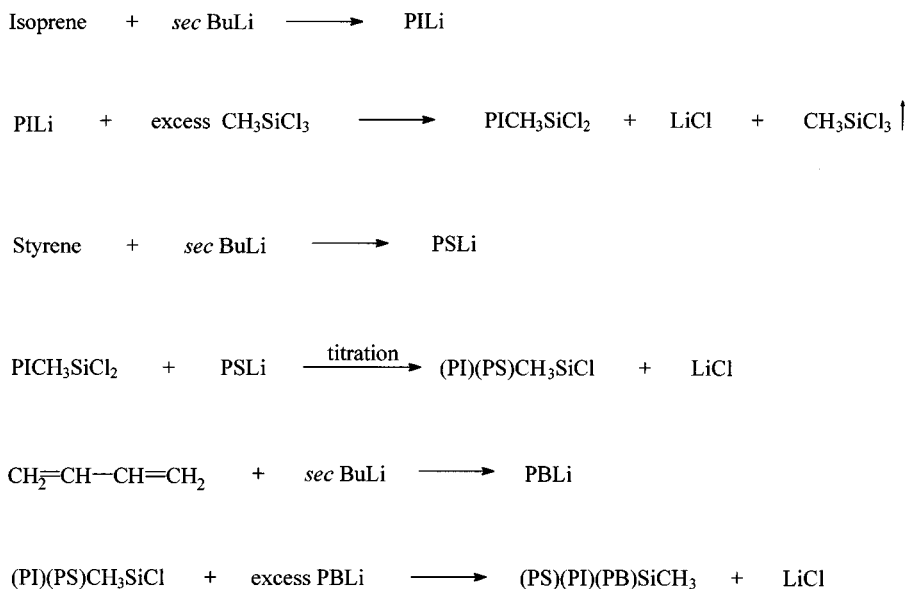 Isoprene + sec BuLi ⟶ PILi
PILi + excess CH₃SiCl₃ ⟶ PICH₃SiCl₂ + LiCl + CH₃SiCl₃ ↑
Styrene + sec BuLi ⟶ PSLi
titration
PICH₃SiCl₂ + PSLi ⟶ (PI)(PS)CH₃SiCl + LiCl
CH₂=CH−CH=CH₂ + sec BuLi ⟶ PBLi
(PI)(PS)CH₃SiCl + excess PBLi ⟶ (PS)(PI)(PB)SiCH₃ + LiCl